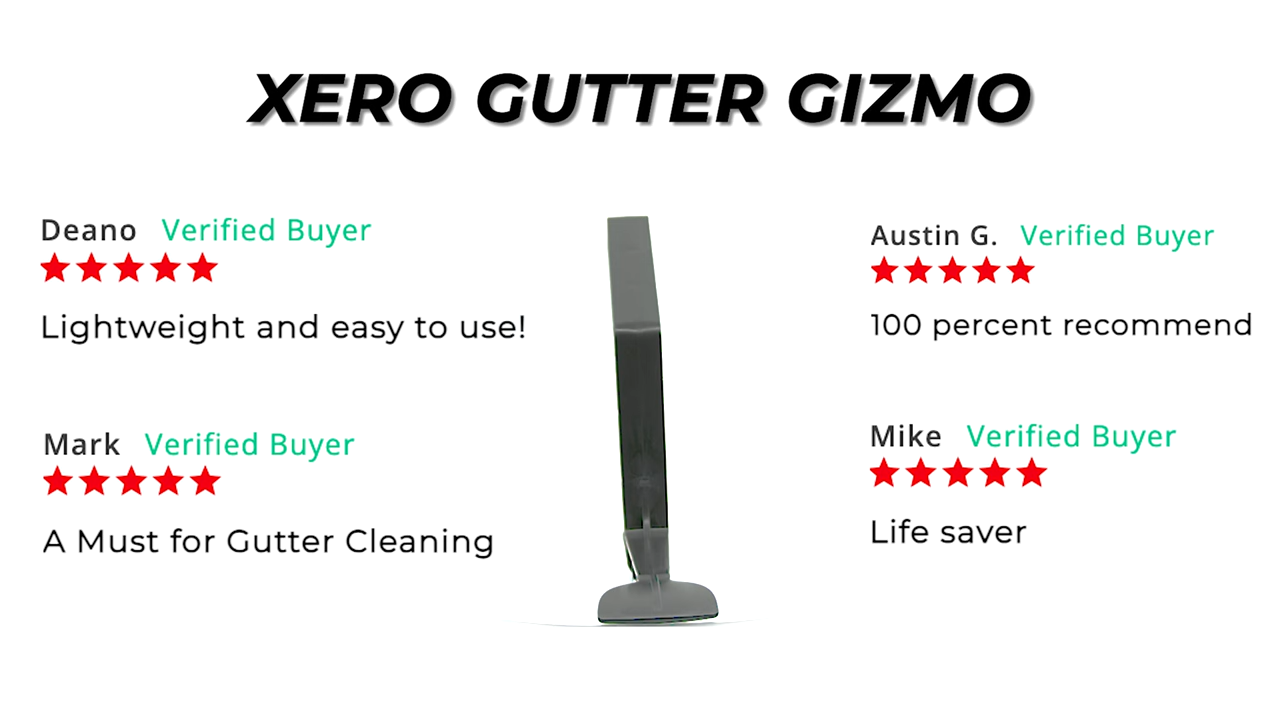 XERO GUTTER GIZMO
Deano Verified Buyer
Lightweight and easy to use!
Mark Verified Buyer
A Must for Gutter Cleaning
Austin G. Verified Buyer
100 percent recommend
Mike Verified Buyer
Life saver